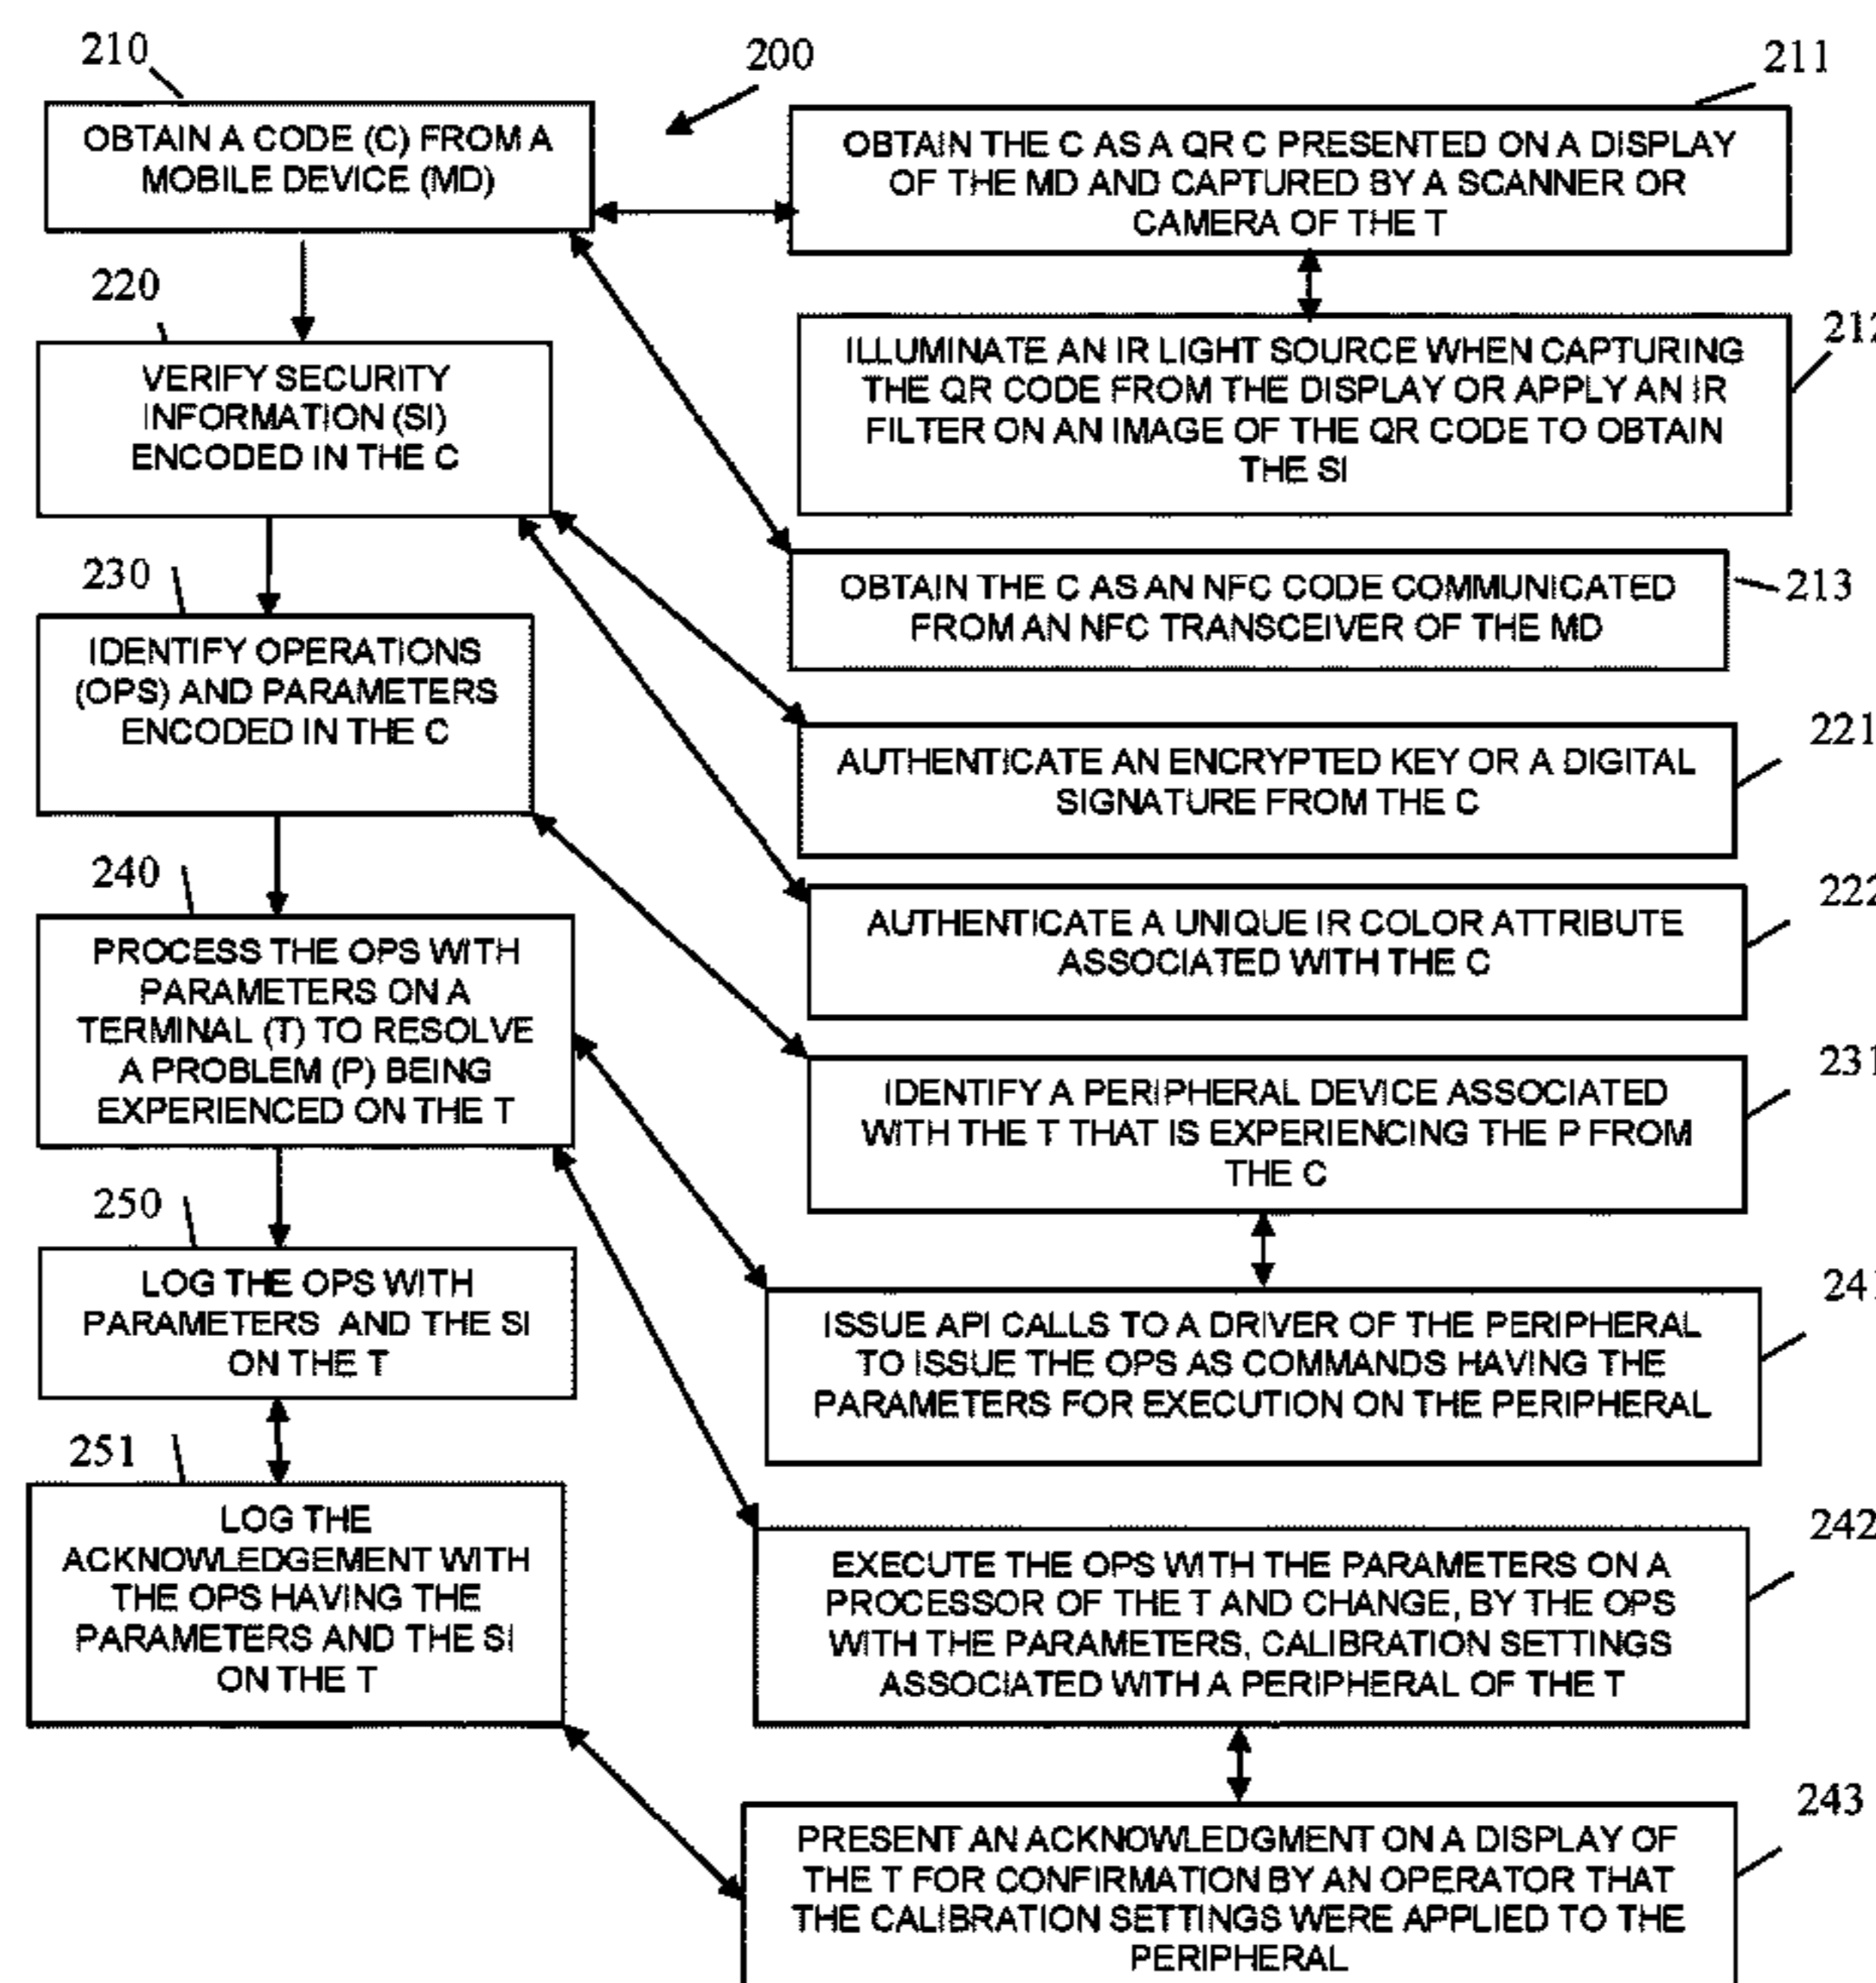 210
200
211
OBTAIN A CODE (C) FROM A
MOBILE DEVICE (MD)
OBTAIN THE C AS A QR C PRESENTED ON A DISPLAY
OF THE MD AND CAPTURED BY A SCANNER OR
CAMERA OF THE T
220
212
VERIFY SECURITY
INFORMATION (SI)
ENCODED IN THE C
ILLUMINATE AN IR LIGHT SOURCE WHEN CAPTURING
THE QR CODE FROM THE DISPLAY OR APPLY AN IR
FILTER ON AN IMAGE OF THE QR CODE TO OBTAIN
THE SI
230
213
OBTAIN THE C AS AN NFC CODE COMMUNICATED
FROM AN NFC TRANSCEIVER OF THE MD
IDENTIFY OPERATIONS
(OPS) AND PARAMETERS
ENCODED IN THE C
221
AUTHENTICATE AN ENCRYPTED KEY OR A DIGITAL
SIGNATURE FROM THE C
240
222
AUTHENTICATE A UNIQUE IR COLOR ATTRIBUTE
ASSOCIATED WITH THE C
PROCESS THE OPS WITH
PARAMETERS ON A
TERMINAL (T) TO RESOLVE
A PROBLEM (P) BEING
EXPERIENCED ON THE T
231
IDENTIFY A PERIPHERAL DEVICE ASSOCIATED
WITH THE T THAT IS EXPERIENCING THE P FROM
THE C
250
241
LOG THE OPS WITH
PARAMETERS AND THE SI
ON THE T
ISSUE API CALLS TO A DRIVER OF THE PERIPHERAL
TO ISSUE THE OPS AS COMMANDS HAVING THE
PARAMETERS FOR EXECUTION ON THE PERIPHERAL
251
242
LOG THE
ACKNOWLEDGEMENT WITH
THE OPS HAVING THE
PARAMETERS AND THE SI
ON THE T
EXECUTE THE OPS WITH THE PARAMETERS ON A
PROCESSOR OF THE T AND CHANGE, BY THE OPS
WITH THE PARAMETERS, CALIBRATION SETTINGS
ASSOCIATED WITH A PERIPHERAL OF THE T
243
PRESENT AN ACKNOWLEDGMENT ON A DISPLAY OF
THE T FOR CONFIRMATION BY AN OPERATOR THAT
THE CALIBRATION SETTINGS WERE APPLIED TO THE
PERIPHERAL